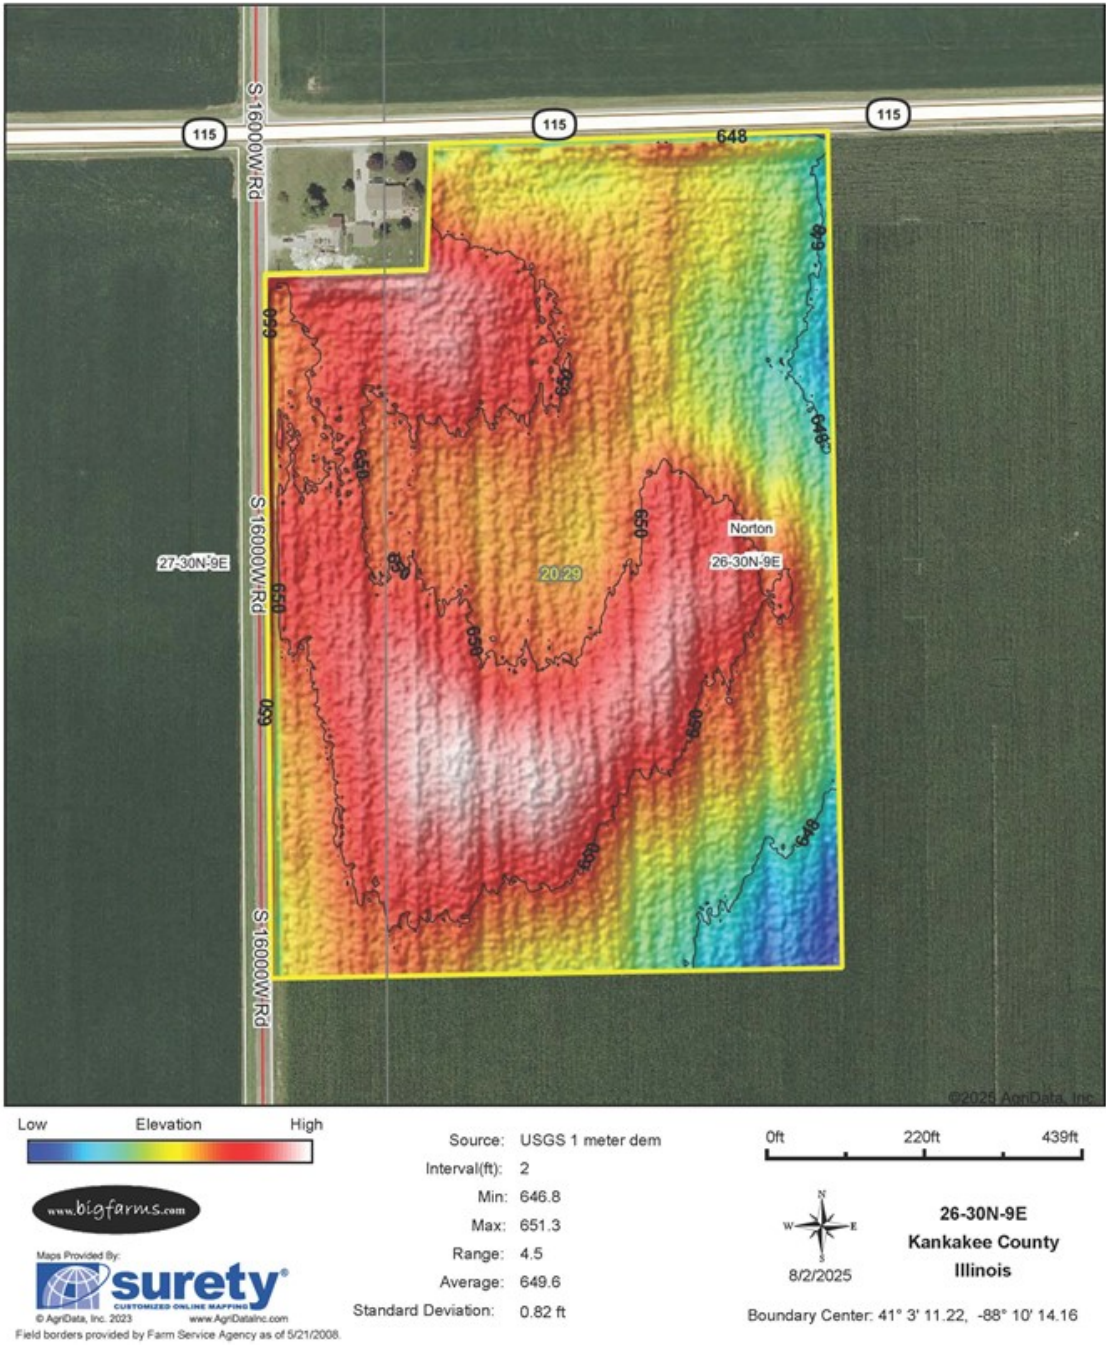 115
115
115
648
S 16000W Rd
648
650
650
648
650
S 16000W Rd
650
Norton
27-30N-9E
26-30N-9E
650
20.29
650
650
650
650
648
650
S 16000W Rd
©2025 AgriData, Inc.
Low Elevation High
www.bigfarms.com
Maps Provided By:
surety®
CUSTOMIZED ONLINE MAPPING
© AgriData, Inc. 2023 www.AgriDataInc.com
Field borders provided by Farm Service Agency as of 5/21/2008.
Source: USGS 1 meter dem
Interval(ft): 2
Min: 646.8
Max: 651.3
Range: 4.5
Average: 649.6
Standard Deviation: 0.82 ft
0ft 220ft 439ft
N
W E
S
8/2/2025
26-30N-9E
Kankakee County
Illinois
Boundary Center: 41° 3' 11.22, -88° 10' 14.16